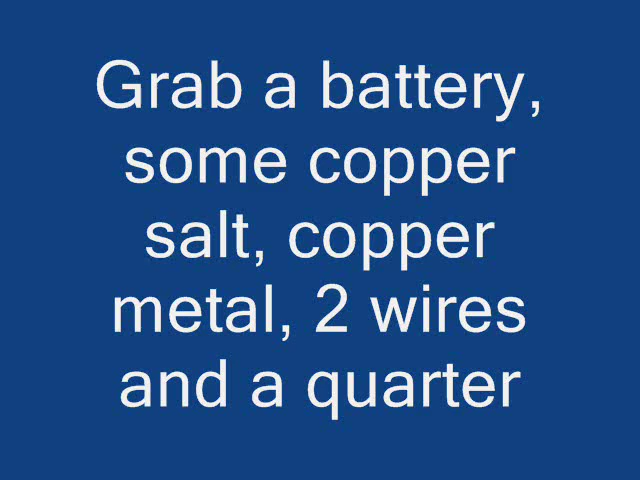 Grab a battery,
some copper
salt, copper
metal, 2 wires
and a quarter